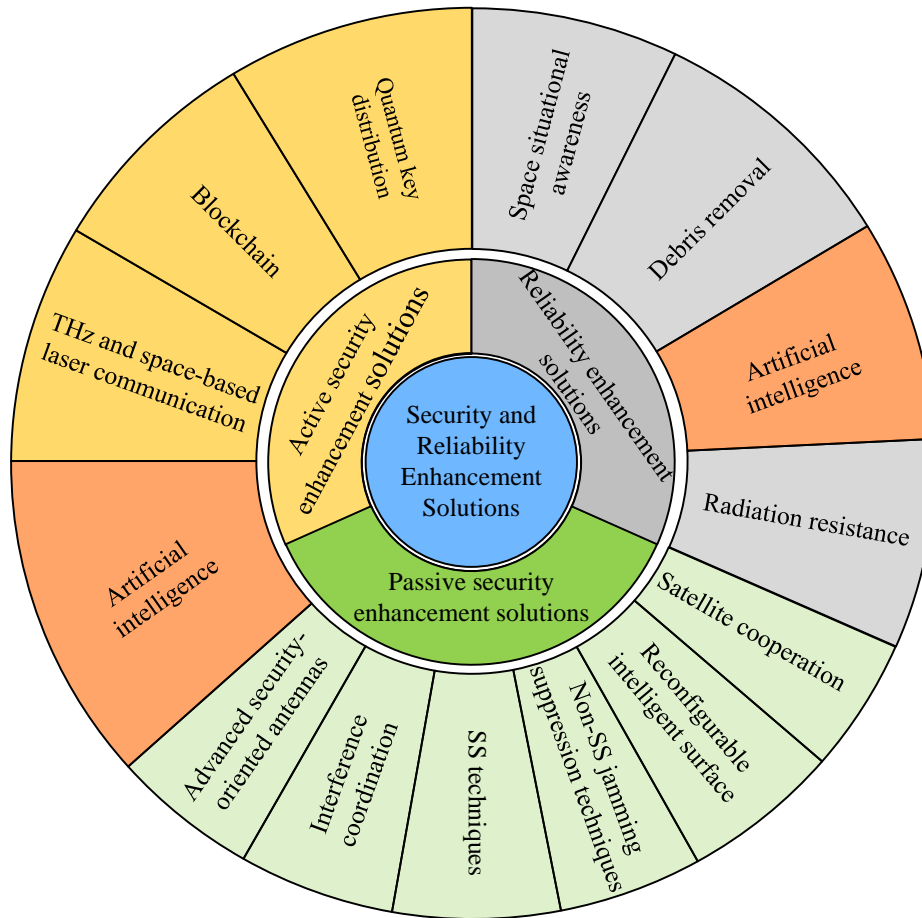 Security and
Reliability
Enhancement
Solutions
Active security
enhancement solutions
Reliability enhancement
solutions
Passive security
enhancement solutions
Quantum key
distribution
Space situational
awareness
Debris removal
Artificial
intelligence
Radiation resistance
Satellite cooperation
Reconfigurable
intelligent surface
Non-SS jamming
suppression techniques
SS techniques
Interference
coordination
Advanced security-
oriented antennas
Artificial
intelligence
THz and space-based
laser communication
Blockchain